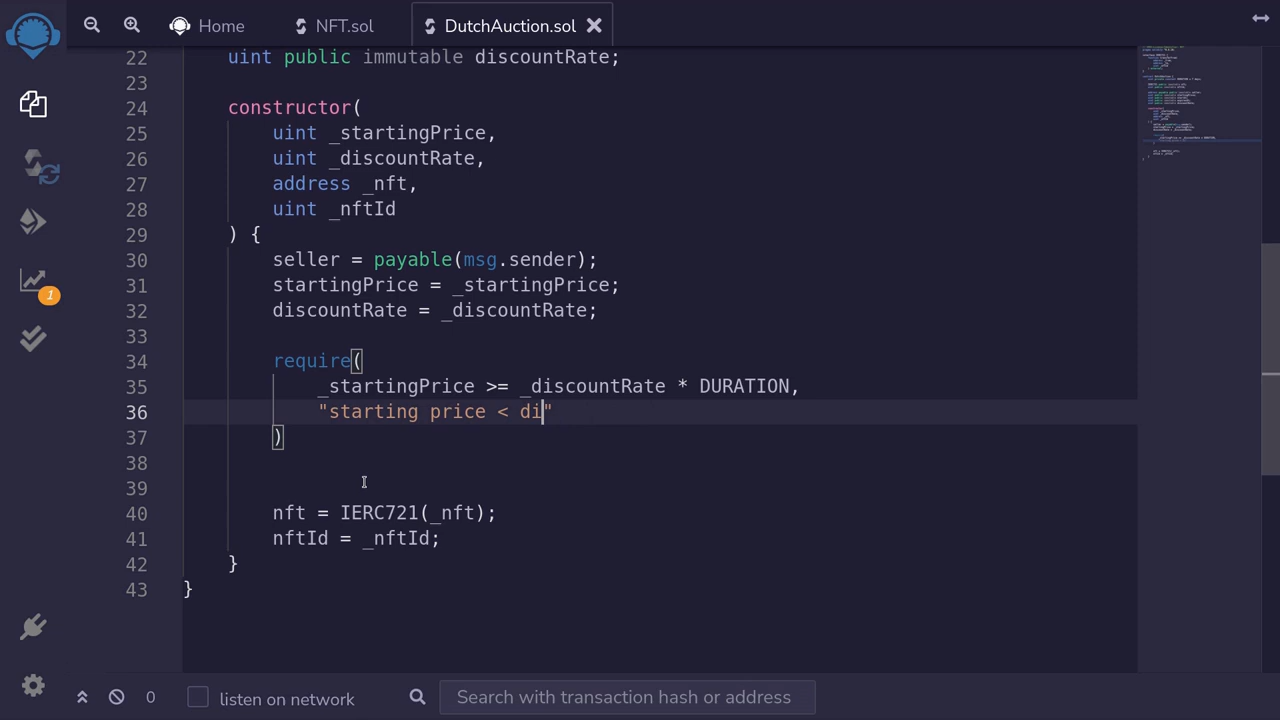 Home
NFT.sol
DutchAuction.sol
22 uint public immutable discountRate;
23
24 constructor(
25 uint _startingPrice,
26 uint _discountRate,
27 address _nft,
28 uint _nftId
29 ) {
30 seller = payable(msg.sender);
31 startingPrice = _startingPrice;
32 discountRate = _discountRate;
33
34 require(
35 _startingPrice >= _discountRate * DURATION,
36 "starting price < di"
37 )
38
39
40 nft = IERC721(_nft);
41 nftId = _nftId;
42 }
43 }
1
0 listen on network Search with transaction hash or address